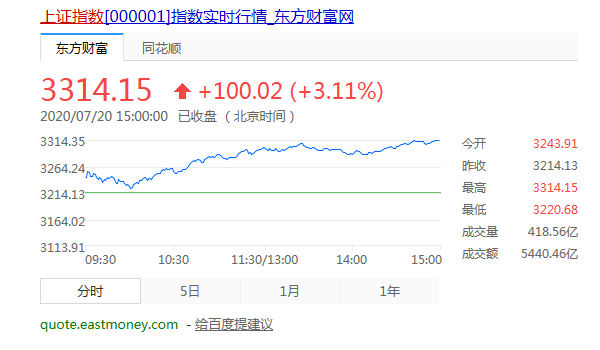 上证指数[000001]指数实时行情_东方财富网
东方财富 同花顺
3314.15 +100.02 (+3.11%)
2020/07/20 15:00:00 已收盘 ( 北京时间 )
3314.35
3264.24
3214.13
3164.02
3113.91
09:30 10:30 11:30/13:00 14:00 15:00
今开 3243.91
昨收 3214.13
最高 3314.15
最低 3220.68
成交量 418.56亿
成交额 5440.46亿
分时 5日 1月 1年
quote.eastmoney.com - 给百度提建议